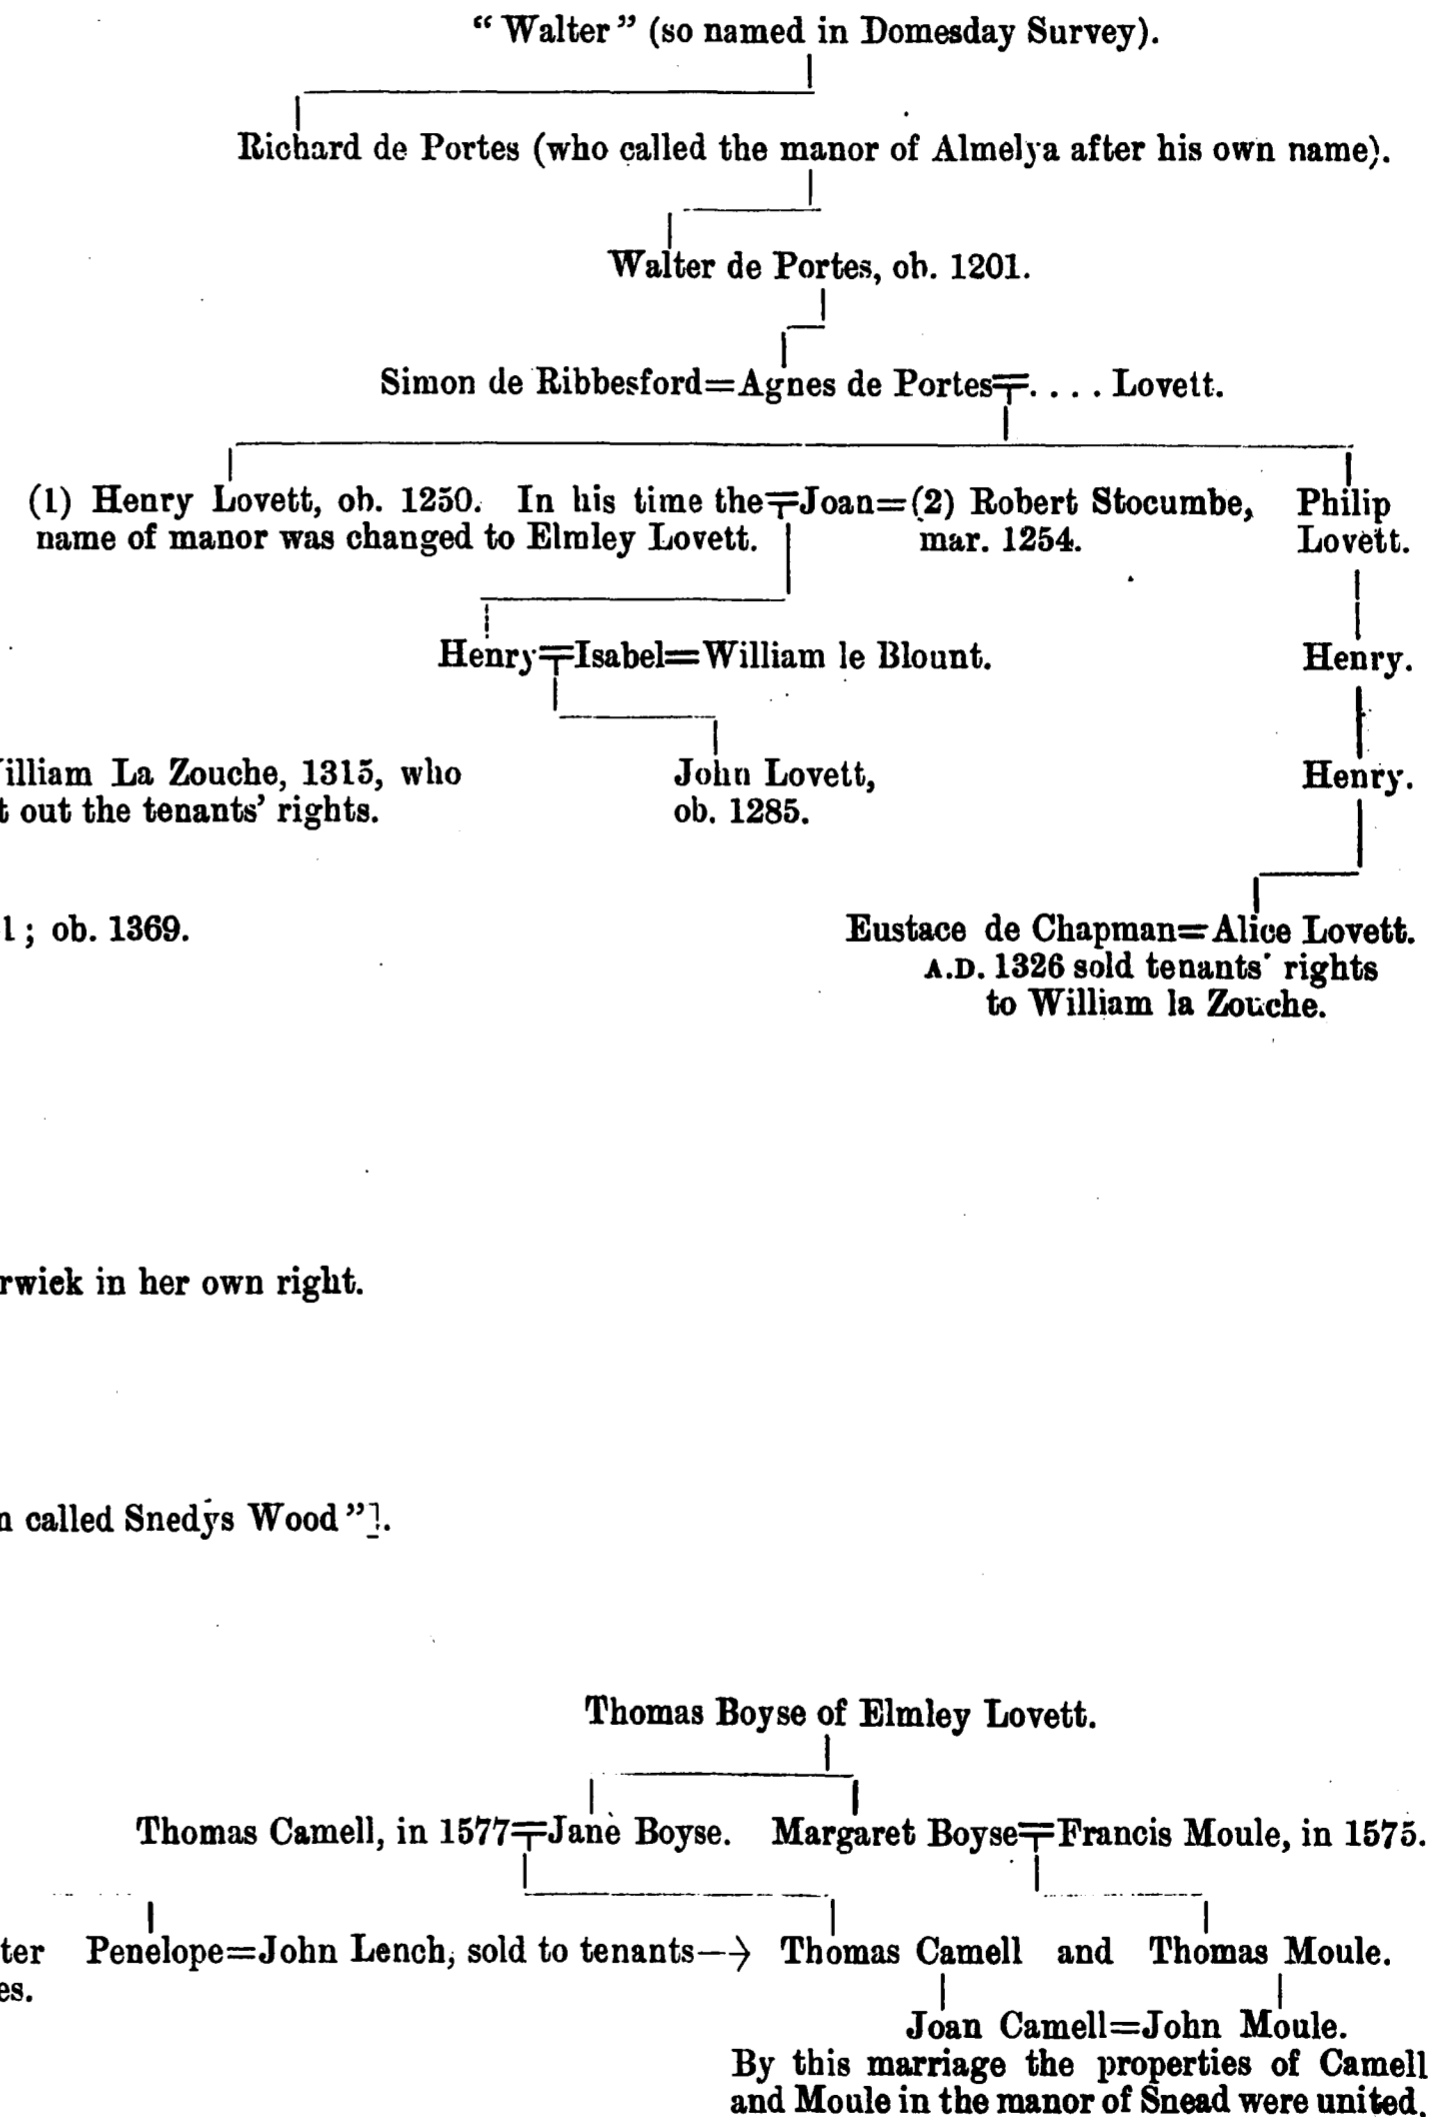 “Walter” (so named in Domesday Survey).
Richard de Portes (who called the manor of Almelya after his own name).
Walter de Portes, ob. 1201.
Simon de Ribbesford=Agnes de Portes=. . . . Lovett.
(1) Henry Lovett, ob. 1250. In his time the=Joan=(2) Robert Stocumbe, Philip
name of manor was changed to Elmley Lovett. mar. 1254. Lovett.
Henry=Isabel=William le Blount. Henry.
illiam La Zouche, 1315, who John Lovett, Henry.
t out the tenants’ rights. ob. 1285.
1; ob. 1369. Eustace de Chapman=Alice Lovett.
A.D. 1326 sold tenants’ rights
to William la Zouche.
rwick in her own right.
n called Snedys Wood”].
Thomas Boyse of Elmley Lovett.
Thomas Camell, in 1577=Jane Boyse. Margaret Boyse=Francis Moule, in 1575.
ter Penelope=John Lench, sold to tenants—→ Thomas Camell and Thomas Moule.
es.
Joan Camell=John Moule.
By this marriage the properties of Camell
and Moule in the manor of Snead were united.